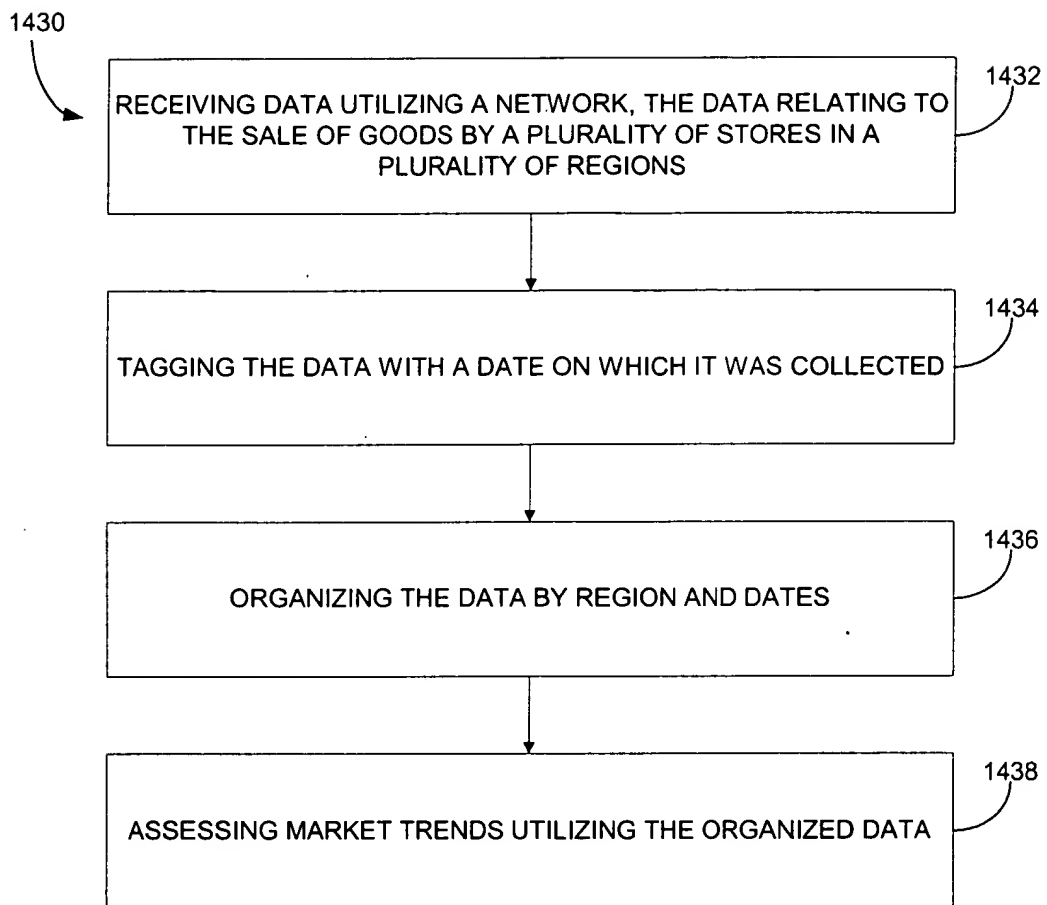 1430
1432
RECEIVING DATA UTILIZING A NETWORK, THE DATA RELATING TO
THE SALE OF GOODS BY A PLURALITY OF STORES IN A
PLURALITY OF REGIONS
1434
TAGGING THE DATA WITH A DATE ON WHICH IT WAS COLLECTED
1436
ORGANIZING THE DATA BY REGION AND DATES
1438
ASSESSING MARKET TRENDS UTILIZING THE ORGANIZED DATA